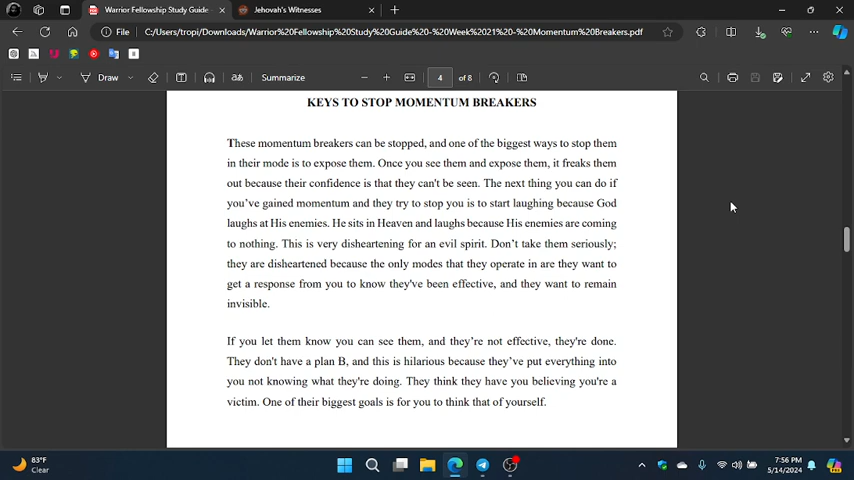 Warrior Fellowship Study Guide -
Jehovah's Witnesses
File
C:/Users/tropi/Downloads/Warrior%20Fellowship%20Study%20Guide%20-%20Week%2021%20-%20Momentum%20Breakers.pdf
Draw
Summarize
4 of 8
KEYS TO STOP MOMENTUM BREAKERS
These momentum breakers can be stopped, and one of the biggest ways to stop them
in their mode is to expose them. Once you see them and expose them, it freaks them
out because their confidence is that they can't be seen. The next thing you can do if
you've gained momentum and they try to stop you is to start laughing because God
laughs at His enemies. He sits in Heaven and laughs because His enemies are coming
to nothing. This is very disheartening for an evil spirit. Don't take them seriously;
they are disheartened because the only modes that they operate in are they want to
get a response from you to know they've been effective, and they want to remain
invisible.
If you let them know you can see them, and they're not effective, they're done.
They don't have a plan B, and this is hilarious because they've put everything into
you not knowing what they're doing. They think they have you believing you're a
victim. One of their biggest goals is for you to think that of yourself.
83°F
Clear
7:56 PM
5/14/2024